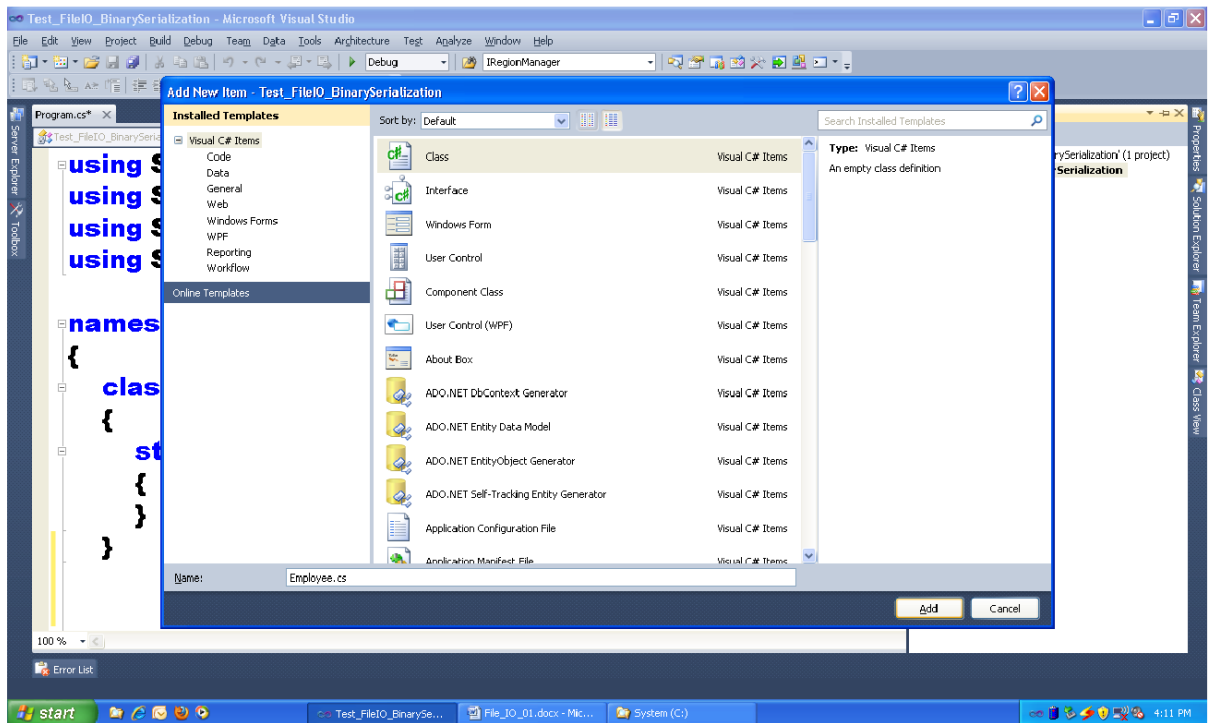 Test_FileIO_BinarySerialization - Microsoft Visual Studio
File Edit View Project Build Debug Team Data Tools Architecture Test Analyze Window Help
Debug IRegionManager
Add New Item - Test_FileIO_BinarySerialization
Program.cs*
Test_FileIO_BinarySeria
using S
using S
using S
using S
names
{
clas
{
st
{
}
}
100 %
Installed Templates
Visual C# Items
Code
Data
General
Web
Windows Forms
WPF
Reporting
Workflow
Online Templates
Sort by: Default
Search Installed Templates
Class Visual C# Items
Interface Visual C# Items
Windows Form Visual C# Items
User Control Visual C# Items
Component Class Visual C# Items
User Control (WPF) Visual C# Items
About Box Visual C# Items
ADO.NET DbContext Generator Visual C# Items
ADO.NET Entity Data Model Visual C# Items
ADO.NET EntityObject Generator Visual C# Items
ADO.NET Self-Tracking Entity Generator Visual C# Items
Application Configuration File Visual C# Items
Application Manifest File Visual C# Items
Type: Visual C# Items
An empty class definition
Name: Employee.cs
Add Cancel
rySerialization' (1 project)
Serialization
Server Explorer
Toolbox
Properties
Solution Explorer
Team Explorer
Class View
Error List
start Test_FileIO_BinarySe... File_IO_01.docx - Mic... System (C:) 4:11 PM